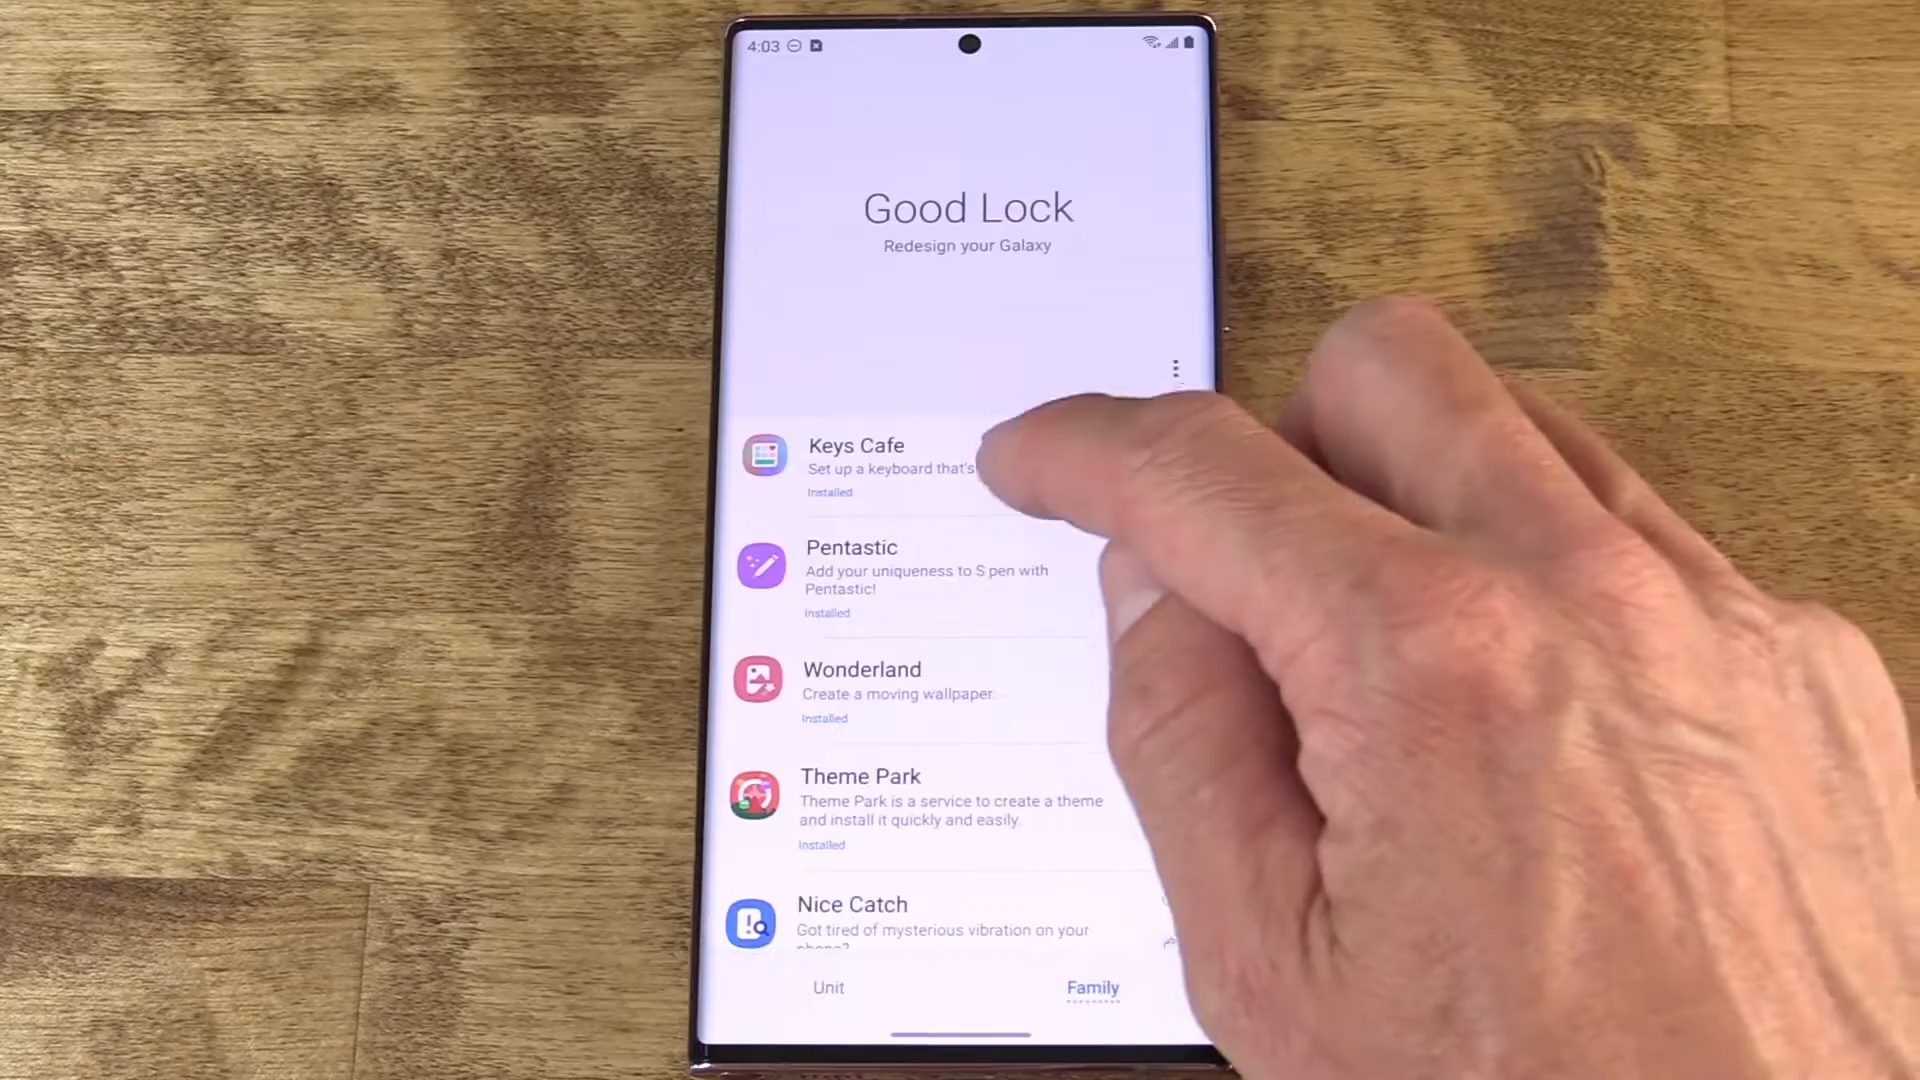 4:03
Good Lock
Redesign your Galaxy
Keys Cafe
Set up a keyboard that's
Installed
Pentastic
Add your uniqueness to S pen with
Pentastic!
Installed
Wonderland
Create a moving wallpaper.
Installed
Theme Park
Theme Park is a service to create a theme
and install it quickly and easily.
Installed
Nice Catch
Got tired of mysterious vibration on your
phone?
Unit
Family